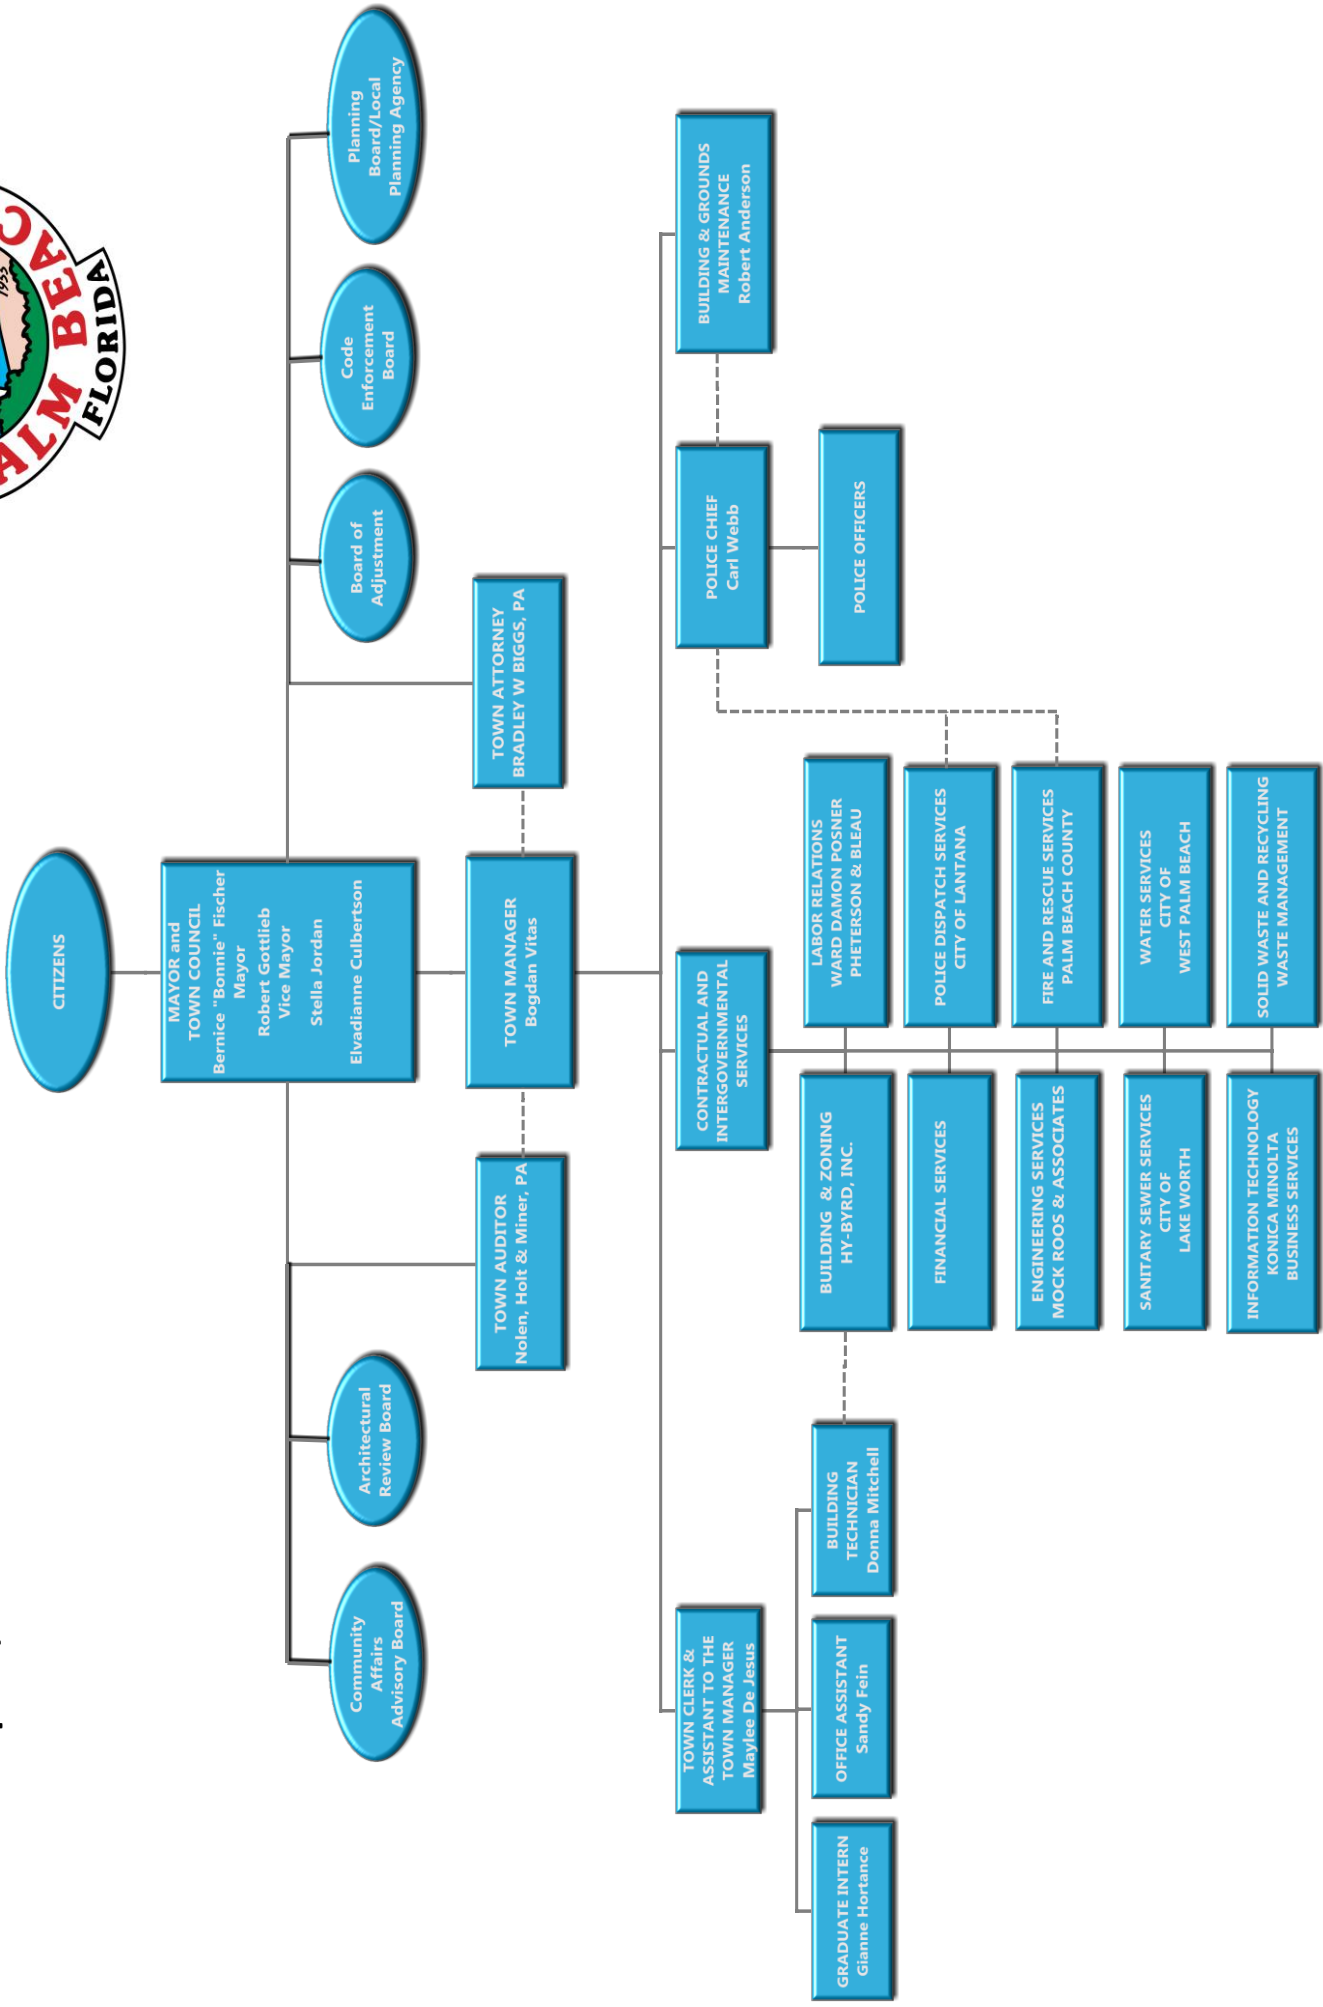 ALM BEAC
1955
FLORIDA
CITIZENS
MAYOR and
TOWN COUNCIL
Bernice "Bonnie" Fischer
Mayor
Robert Gottlieb
Vice Mayor
Stella Jordan
Elvadianne Culbertson
Community
Affairs
Advisory Board
Architectural
Review Board
Board of
Adjustment
Code
Enforcement
Board
Planning
Board/Local
Planning Agency
TOWN AUDITOR
Nolen, Holt & Miner, PA
TOWN MANAGER
Bogdan Vitas
TOWN ATTORNEY
BRADLEY W BIGGS, PA
TOWN CLERK &
ASSISTANT TO THE
TOWN MANAGER
Maylee De Jesus
CONTRACTUAL AND
INTERGOVERNMENTAL
SERVICES
POLICE CHIEF
Carl Webb
BUILDING & GROUNDS
MAINTENANCE
Robert Anderson
GRADUATE INTERN
Gianne Hortance
OFFICE ASSISTANT
Sandy Fein
BUILDING
TECHNICIAN
Donna Mitchell
BUILDING & ZONING
HY-BYRD, INC.
LABOR RELATIONS
WARD DAMON POSNER
PHETERSON & BLEAU
POLICE OFFICERS
FINANCIAL SERVICES
POLICE DISPATCH SERVICES
CITY OF LANTANA
ENGINEERING SERVICES
MOCK ROOS & ASSOCIATES
FIRE AND RESCUE SERVICES
PALM BEACH COUNTY
SANITARY SEWER SERVICES
CITY OF
LAKE WORTH
WATER SERVICES
CITY OF
WEST PALM BEACH
INFORMATION TECHNOLOGY
KONICA MINOLTA
BUSINESS SERVICES
SOLID WASTE AND RECYCLING
WASTE MANAGEMENT